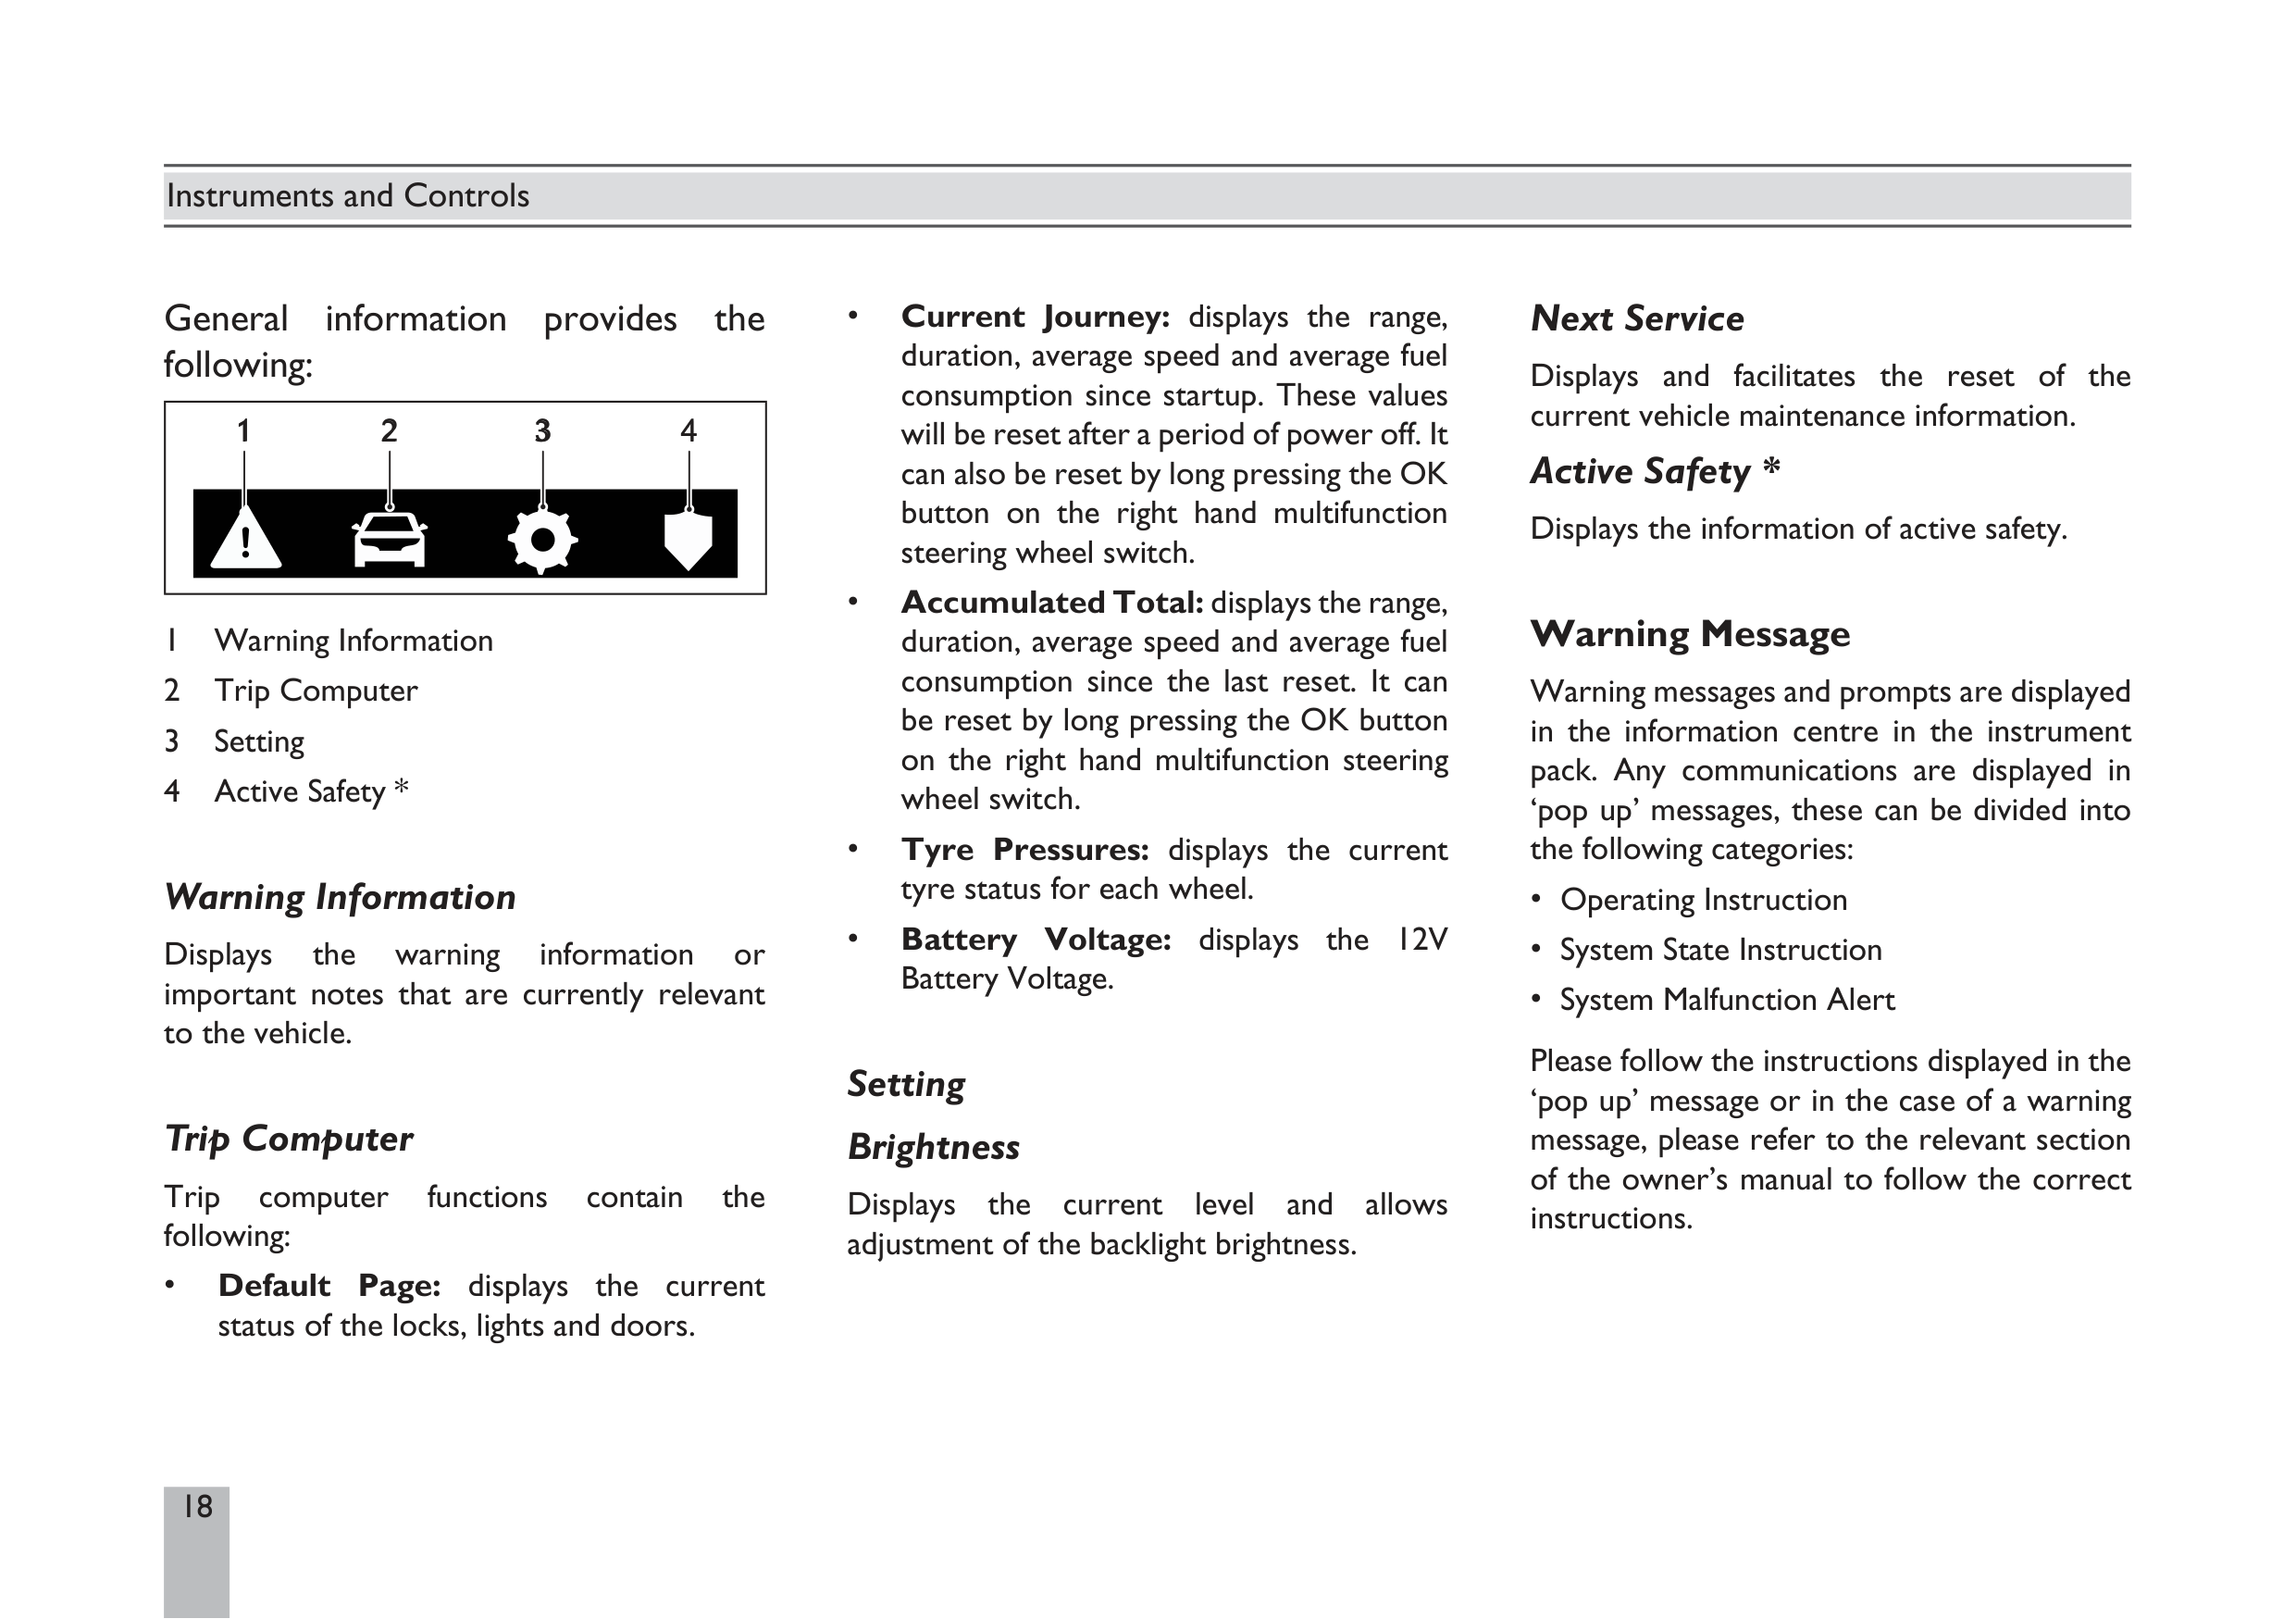 Instruments and Controls
General information provides the
following:
1 2 3 4
1 Warning Information
2 Trip Computer
3 Setting
4 Active Safety *
Warning Information
Displays the warning information or
important notes that are currently relevant
to the vehicle.
Trip Computer
Trip computer functions contain the
following:
• Default Page: displays the current
status of the locks, lights and doors.
• Current Journey: displays the range,
duration, average speed and average fuel
consumption since startup. These values
will be reset after a period of power off. It
can also be reset by long pressing the OK
button on the right hand multifunction
steering wheel switch.
• Accumulated Total: displays the range,
duration, average speed and average fuel
consumption since the last reset. It can
be reset by long pressing the OK button
on the right hand multifunction steering
wheel switch.
• Tyre Pressures: displays the current
tyre status for each wheel.
• Battery Voltage: displays the 12V
Battery Voltage.
Setting
Brightness
Displays the current level and allows
adjustment of the backlight brightness.
Next Service
Displays and facilitates the reset of the
current vehicle maintenance information.
Active Safety *
Displays the information of active safety.
Warning Message
Warning messages and prompts are displayed
in the information centre in the instrument
pack. Any communications are displayed in
‘pop up’ messages, these can be divided into
the following categories:
• Operating Instruction
• System State Instruction
• System Malfunction Alert
Please follow the instructions displayed in the
‘pop up’ message or in the case of a warning
message, please refer to the relevant section
of the owner’s manual to follow the correct
instructions.
18